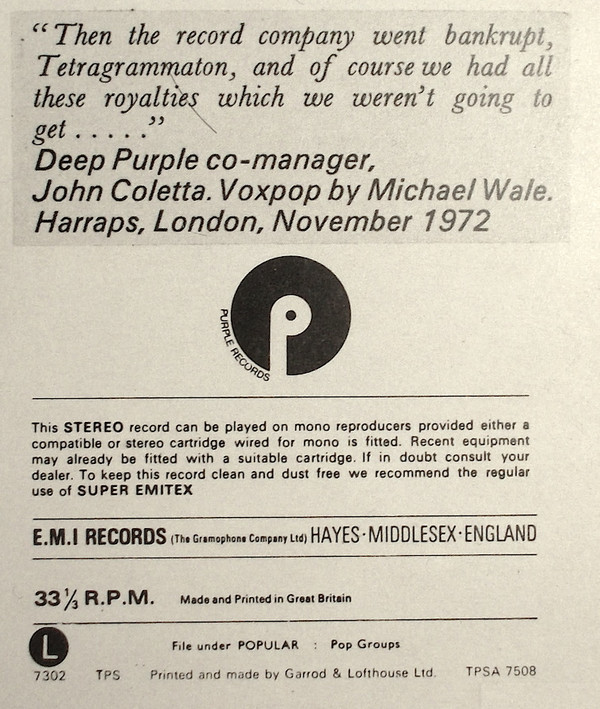 “Then the record company went bankrupt,
Tetragrammaton, and of course we had all
these royalties which we weren't going to
get . . . . .”
Deep Purple co-manager,
John Coletta. Voxpop by Michael Wale.
Harraps, London, November 1972
PURPLE RECORDS
This STEREO record can be played on mono reproducers provided either a
compatible or stereo cartridge wired for mono is fitted. Recent equipment
may already be fitted with a suitable cartridge. If in doubt consult your
dealer. To keep this record clean and dust free we recommend the regular
use of SUPER EMITEX
E.M.I RECORDS (The Gramophone Company Ltd) HAYES·MIDDLESEX·ENGLAND
33⅓ R.P.M. Made and Printed in Great Britain
L File under POPULAR : Pop Groups
7302 TPS Printed and made by Garrod & Lofthouse Ltd. TPSA 7508